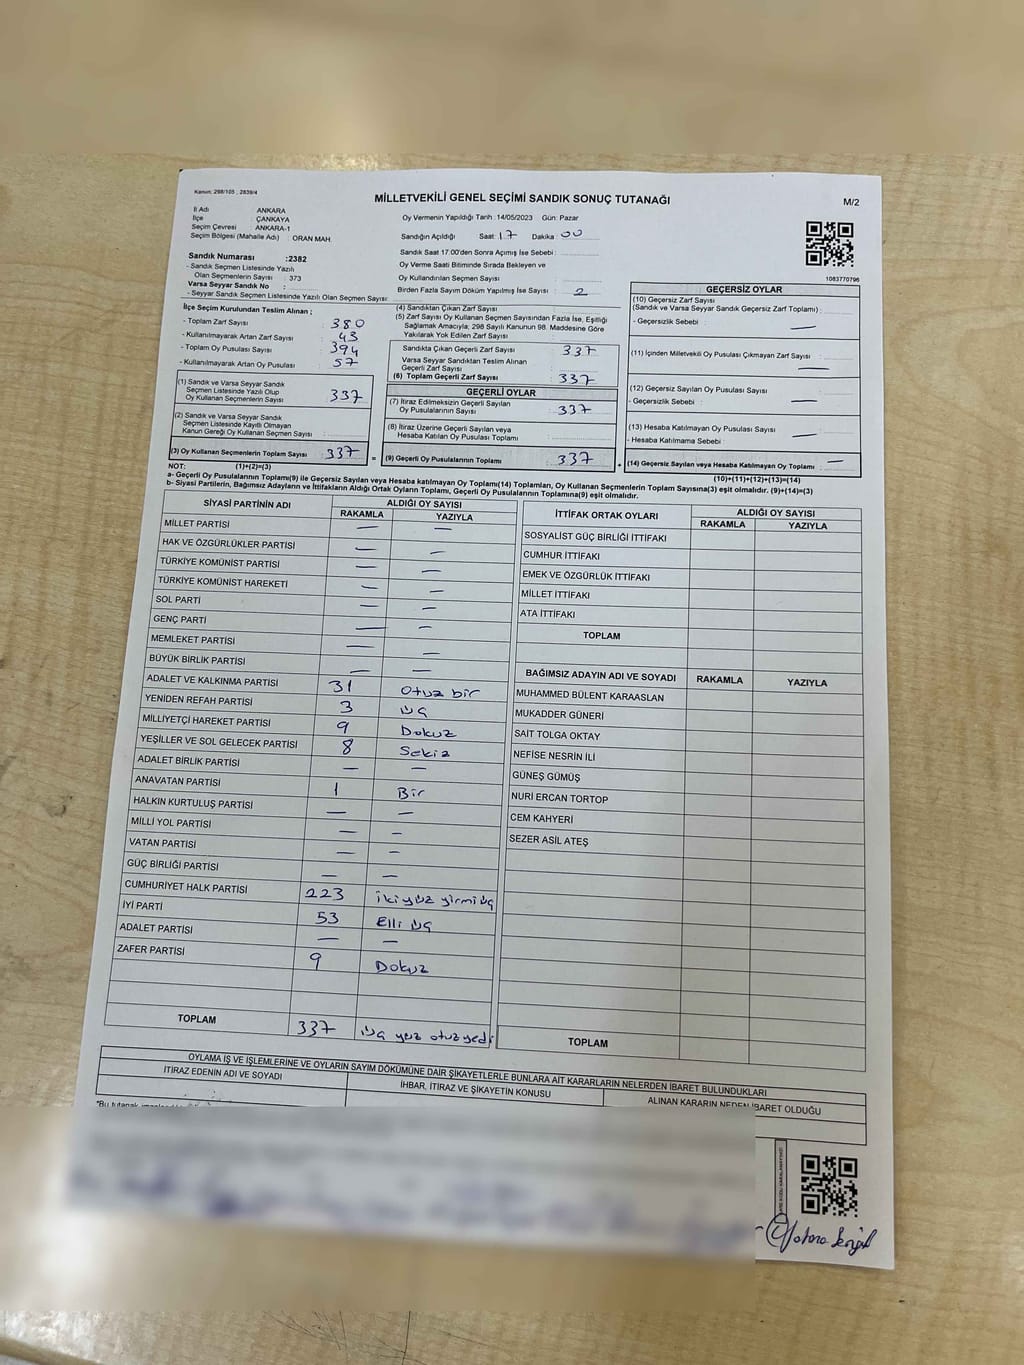 Kanun: 298/105 ; 2839/4
MİLLETVEKİLİ GENEL SEÇİMİ SANDIK SONUÇ TUTANAĞI
M/2
İl Adı ANKARA
İlçe ÇANKAYA
Seçim Çevresi ANKARA-1
Seçim Bölgesi (Mahalle Adı) : ORAN MAH.
Oy Vermenin Yapıldığı Tarih :14/05/2023 Gün: Pazar
Sandığın Açıldığı Saat: 17 Dakika: 00
Sandık Saat 17.00'den Sonra Açımış İse Sebebi :
Oy Verme Saati Bitiminde Sırada Bekleyen ve
Oy Kullandırılan Seçmen Sayısı
Birden Fazla Sayım Döküm Yapılmış İse Sayısı : 2
1083770796
Sandık Numarası :2382
- Sandık Seçmen Listesinde Yazılı
Olan Seçmenlerin Sayısı : 373
Varsa Seyyar Sandık No :
- Seyyar Sandık Seçmen Listesinde Yazılı Olan Seçmen Sayısı:
İlçe Seçim Kurulundan Teslim Alınan ;
- Toplam Zarf Sayısı : 380
- Kullanılmayarak Artan Zarf Sayısı : 43
- Toplam Oy Pusulası Sayısı : 394
- Kullanılmayarak Artan Oy Pusulası : 57
(1) Sandık ve Varsa Seyyar Sandık
Seçmen Listesinde Yazılı Olup
Oy Kullanan Seçmenlerin Sayısı : 337
(2) Sandık ve Varsa Seyyar Sandık
Seçmen Listesinde Kayıtlı Olmayan
Kanun Gereği Oy Kullanan Seçmen Sayısı :
(3) Oy Kullanan Seçmenlerin Toplam Sayısı : 337
(4) Sandıktan Çıkan Zarf Sayısı
(5) Zarf Sayısı Oy Kullanan Seçmen Sayısından Fazla İse, Eşitliği
Sağlamak Amacıyla, 298 Sayılı Kanunun 98. Maddesine Göre
Yakılarak Yok Edilen Zarf Sayısı
Sandıkta Çıkan Geçerli Zarf Sayısı : 337
Varsa Seyyar Sandıktan Teslim Alınan
Geçerli Zarf Sayısı
(6) Toplam Geçerli Zarf Sayısı : 337
GEÇERLİ OYLAR
(7) İtiraz Edilmeksizin Geçerli Sayılan
Oy Pusulalarının Sayısı : 337
(8) İtiraz Üzerine Geçerli Sayılan veya
Hesaba Katılan Oy Pusulası Toplamı :
= (9) Geçerli Oy Pusulalarının Toplamı : 337
GEÇERSİZ OYLAR
(10) Geçersiz Zarf Sayısı
(Sandık ve Varsa Seyyar Sandık Geçersiz Zarf Toplamı) :
- Geçersizlik Sebebi : —
(11) İçinden Milletvekili Oy Pusulası Çıkmayan Zarf Sayısı : —
(12) Geçersiz Sayılan Oy Pusulası Sayısı
- Geçersizlik Sebebi : —
(13) Hesaba Katılmayan Oy Pusulası Sayısı
- Hesaba Katılmama Sebebi : —
+ (14) Geçersiz Sayılan veya Hesaba Katılmayan Oy Toplamı : —
NOT: (1)+(2)=(3)
(10)+(11)+(12)+(13)=(14)
a- Geçerli Oy Pusulalarının Toplamı(9) ile Geçersiz Sayılan veya Hesaba Katılmayan Oy Toplamı(14) Toplamları, Oy Kullanan Seçmenlerin Toplam Sayısına(3) eşit olmalıdır. (9)+(14)=(3)
b- Siyasi Partilerin, Bağımsız Adayların ve İttifakların Aldığı Ortak Oyların Toplamı, Geçerli Oy Pusulalarının Toplamına(9) eşit olmalıdır.
SİYASİ PARTİNİN ADI ALDIĞI OY SAYISI
RAKAMLA YAZIYLA
MİLLET PARTİSİ — —
HAK VE ÖZGÜRLÜKLER PARTİSİ — —
TÜRKİYE KOMÜNİST PARTİSİ — —
TÜRKİYE KOMÜNİST HAREKETİ — —
SOL PARTİ — —
GENÇ PARTİ — —
MEMLEKET PARTİSİ — —
BÜYÜK BİRLİK PARTİSİ — —
ADALET VE KALKINMA PARTİSİ 31 Otuz bir
YENİDEN REFAH PARTİSİ 3 üç
MİLLİYETÇİ HAREKET PARTİSİ 9 Dokuz
YEŞİLLER VE SOL GELECEK PARTİSİ 8 Sekiz
ADALET BİRLİK PARTİSİ — —
ANAVATAN PARTİSİ 1 Bir
HALKIN KURTULUŞ PARTİSİ — —
MİLLİ YOL PARTİSİ — —
VATAN PARTİSİ — —
GÜÇ BİRLİĞİ PARTİSİ — —
CUMHURİYET HALK PARTİSİ 223 iki yüz yirmi üç
İYİ PARTİ 53 Elli üç
ADALET PARTİSİ — —
ZAFER PARTİSİ 9 Dokuz
TOPLAM 337 üç yüz otuz yedi
İTTİFAK ORTAK OYLARI ALDIĞI OY SAYISI
RAKAMLA YAZIYLA
SOSYALİST GÜÇ BİRLİĞİ İTTİFAKI
CUMHUR İTTİFAKI
EMEK VE ÖZGÜRLÜK İTTİFAKI
MİLLET İTTİFAKI
ATA İTTİFAKI
TOPLAM
BAĞIMSIZ ADAYIN ADI VE SOYADI RAKAMLA YAZIYLA
MUHAMMED BÜLENT KARAASLAN
MUKADDER GÜNERİ
SAİT TOLGA OKTAY
NEFİSE NESRİN İLİ
GÜNEŞ GÜMÜŞ
NURİ ERCAN TORTOP
CEM KAHYERİ
SEZER ASİL ATEŞ
TOPLAM
OYLAMA İŞ VE İŞLEMLERİNE VE OYLARIN SAYIM DÖKÜMÜNE DAİR ŞİKAYETLERLE BUNLARA AİT KARARLARIN NELERDEN İBARET BULUNDUKLARI
İTİRAZ EDENİN ADI VE SOYADI İHBAR, İTİRAZ VE ŞİKAYETİN KONUSU ALINAN KARARIN NEDEN İBARET OLDUĞU
*Bu tutanak